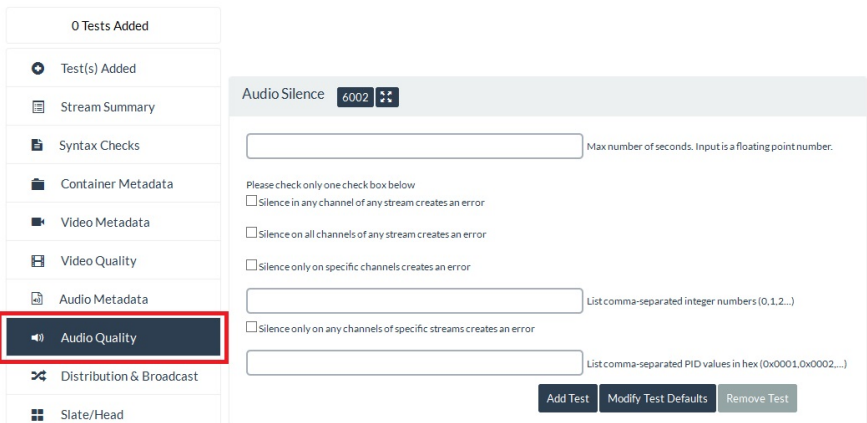 0 Tests Added
Test(s) Added
Stream Summary
Syntax Checks
Container Metadata
Video Metadata
Video Quality
Audio Metadata
Audio Quality
Distribution & Broadcast
Slate/Head
Audio Silence 6002
Max number of seconds. Input is a floating point number.
Please check only one check box below
Silence in any channel of any stream creates an error
Silence on all channels of any stream creates an error
Silence only on specific channels creates an error
List comma-separated integer numbers (0,1,2...)
Silence only on any channels of specific streams creates an error
List comma-separated PID values in hex (0x0001,0x0002,...)
Add Test Modify Test Defaults Remove Test